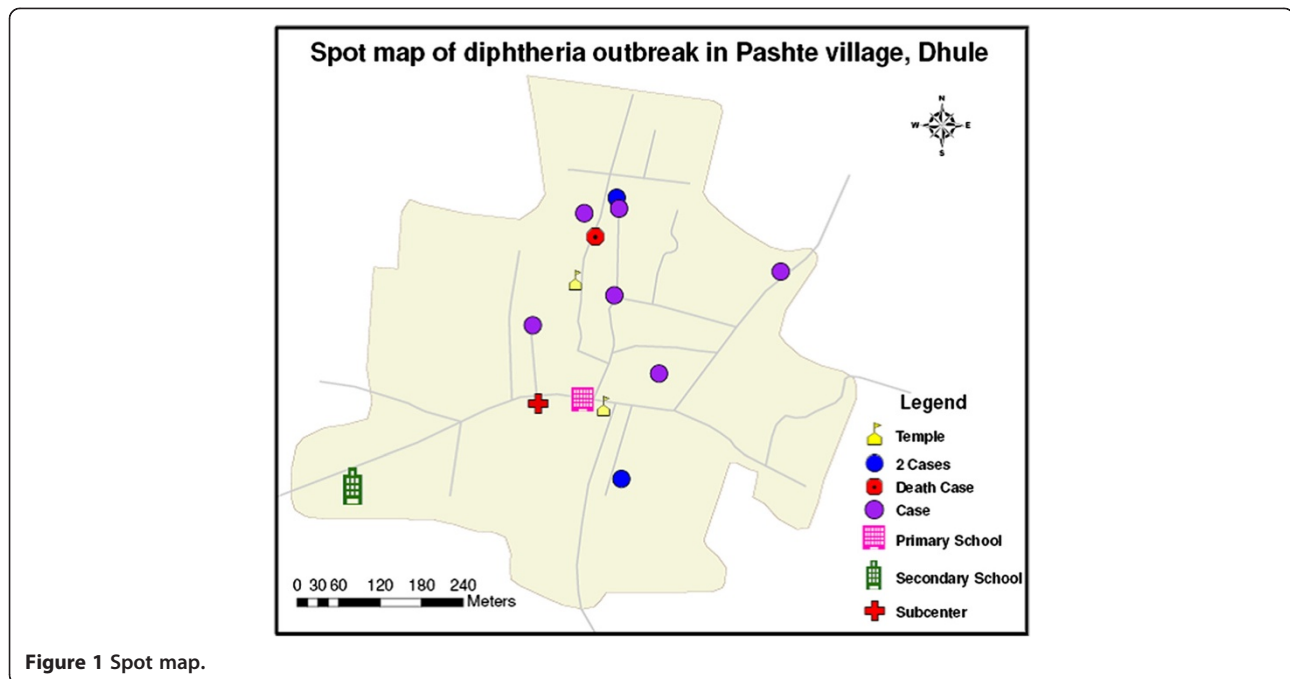 Spot map of diphtheria outbreak in Pashte village, Dhule
N
W E
S
Legend
Temple
2 Cases
Death Case
Case
Primary School
Secondary School
Subcenter
0 30 60 120 180 240
Meters
Figure 1 Spot map.